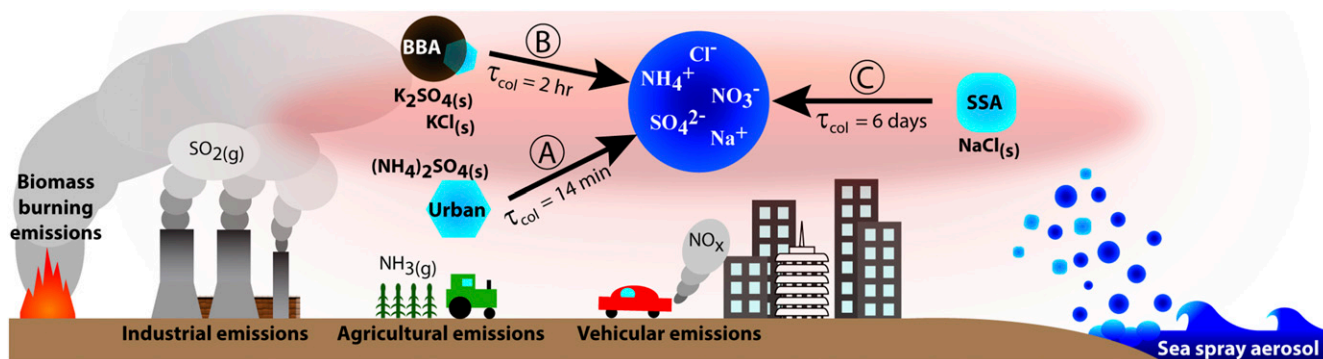 BBA
B
τcol = 2 hr
K2SO4(s)
KCl(s)
Cl-
NH4+
NO3-
SO42-
Na+
C
τcol = 6 days
SSA
NaCl(s)
SO2(g)
(NH4)2SO4(s)
A
τcol = 14 min
Urban
Biomass
burning
emissions
NH3(g)
NOx
Industrial emissions
Agricultural emissions
Vehicular emissions
Sea spray aerosol